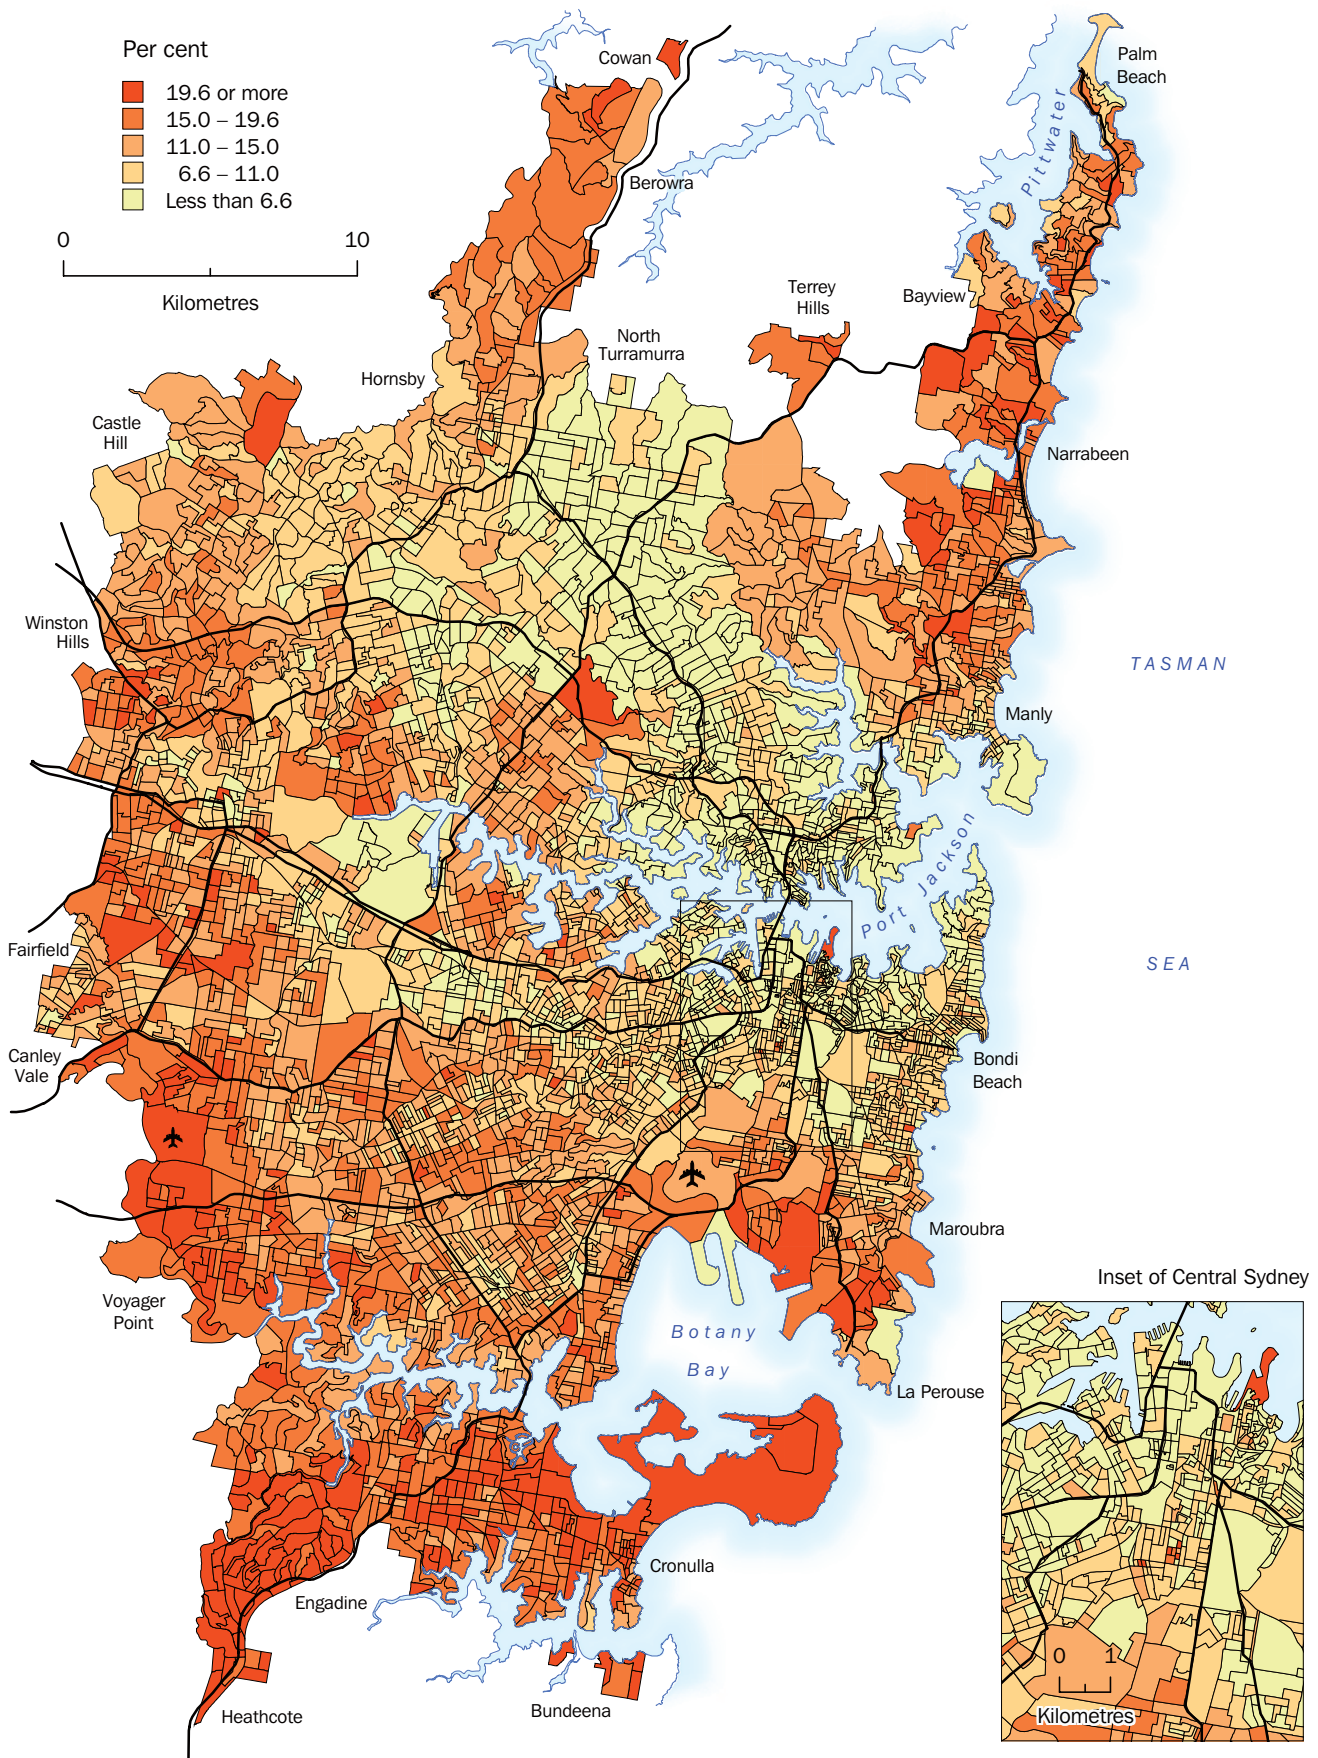 Per cent
19.6 or more
15.0 – 19.6
11.0 – 15.0
6.6 – 11.0
Less than 6.6
0 10
Kilometres
Cowan
Palm
Beach
Pittwater
Berowra
Terrey
Hills
Bayview
North
Turramurra
Hornsby
Castle
Hill
Narrabeen
Winston
Hills
TASMAN
Manly
Port Jackson
Fairfield
SEA
Canley
Vale
Bondi
Beach
Maroubra
Voyager
Point
Botany
Bay
La Perouse
Cronulla
Engadine
Bundeena
Heathcote
Inset of Central Sydney
0 1
Kilometres